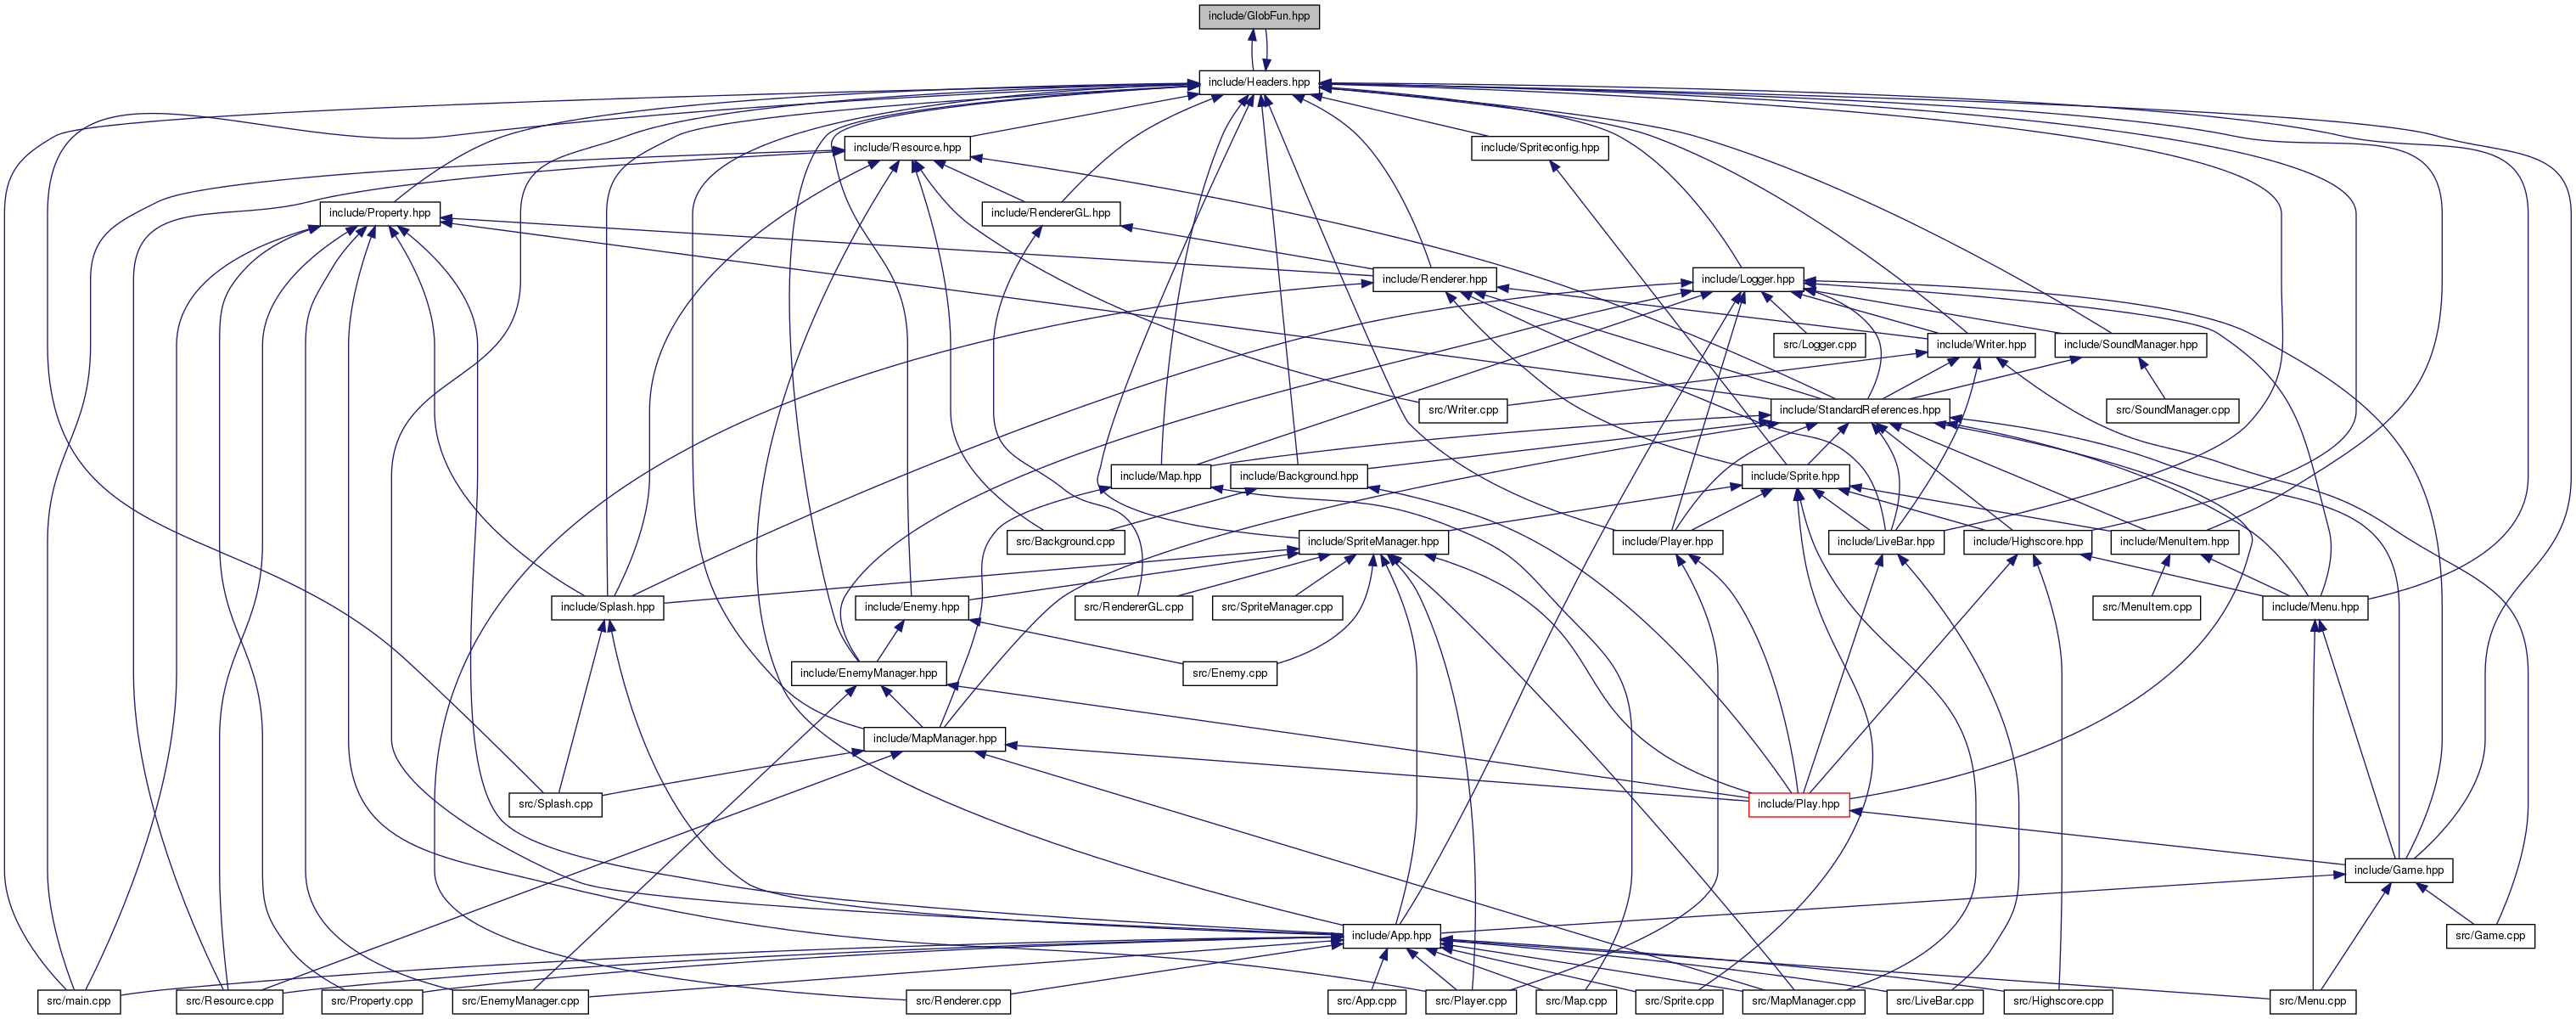 include/GlobFun.hpp
include/Headers.hpp
include/Resource.hpp
include/Spriteconfig.hpp
include/Property.hpp
include/RendererGL.hpp
include/Renderer.hpp
include/Logger.hpp
src/Logger.cpp
include/Writer.hpp
include/SoundManager.hpp
src/Writer.cpp
include/StandardReferences.hpp
src/SoundManager.cpp
include/Map.hpp
include/Background.hpp
include/Sprite.hpp
src/Background.cpp
include/SpriteManager.hpp
include/Player.hpp
include/LiveBar.hpp
include/Highscore.hpp
include/MenuItem.hpp
include/Splash.hpp
include/Enemy.hpp
src/RendererGL.cpp
src/SpriteManager.cpp
src/MenuItem.cpp
include/Menu.hpp
include/EnemyManager.hpp
src/Enemy.cpp
include/MapManager.hpp
src/Splash.cpp
include/Play.hpp
include/Game.hpp
include/App.hpp
src/Game.cpp
src/main.cpp
src/Resource.cpp
src/Property.cpp
src/EnemyManager.cpp
src/Renderer.cpp
src/App.cpp
src/Player.cpp
src/Map.cpp
src/Sprite.cpp
src/MapManager.cpp
src/LiveBar.cpp
src/Highscore.cpp
src/Menu.cpp